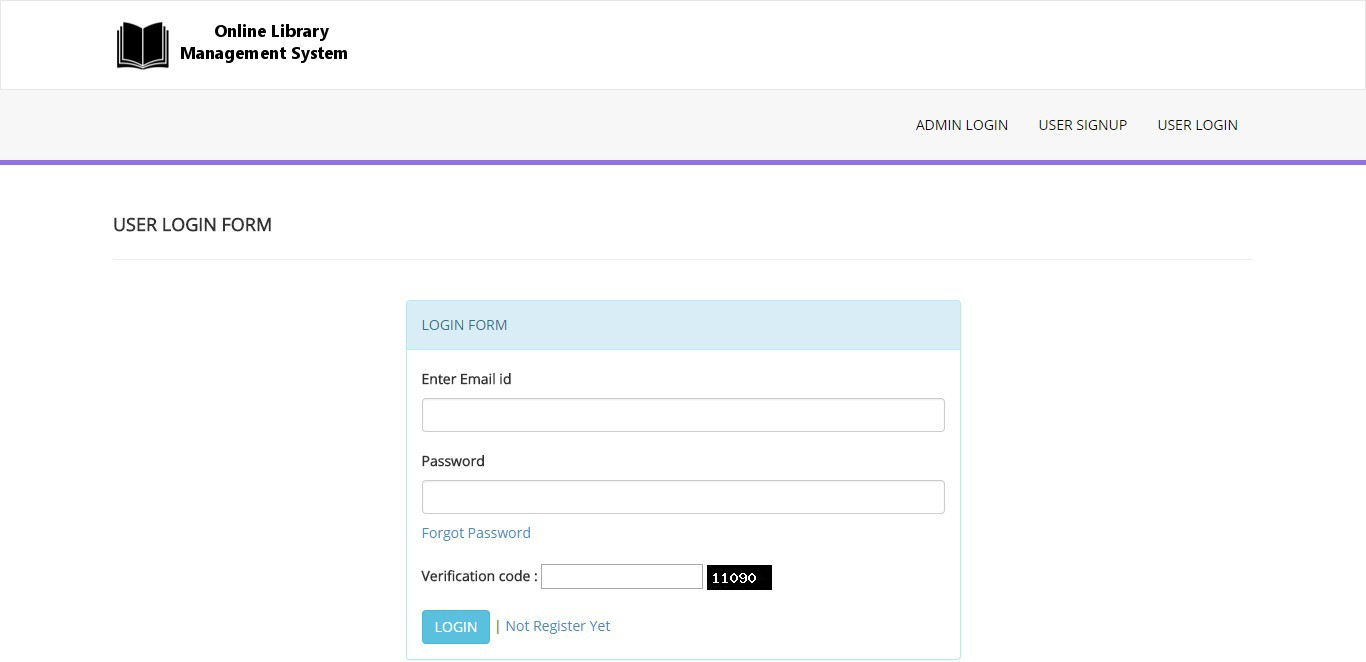 Online Library
Management System
ADMIN LOGIN USER SIGNUP USER LOGIN
USER LOGIN FORM
LOGIN FORM
Enter Email id
Password
Forgot Password
Verification code : 11090
LOGIN | Not Register Yet